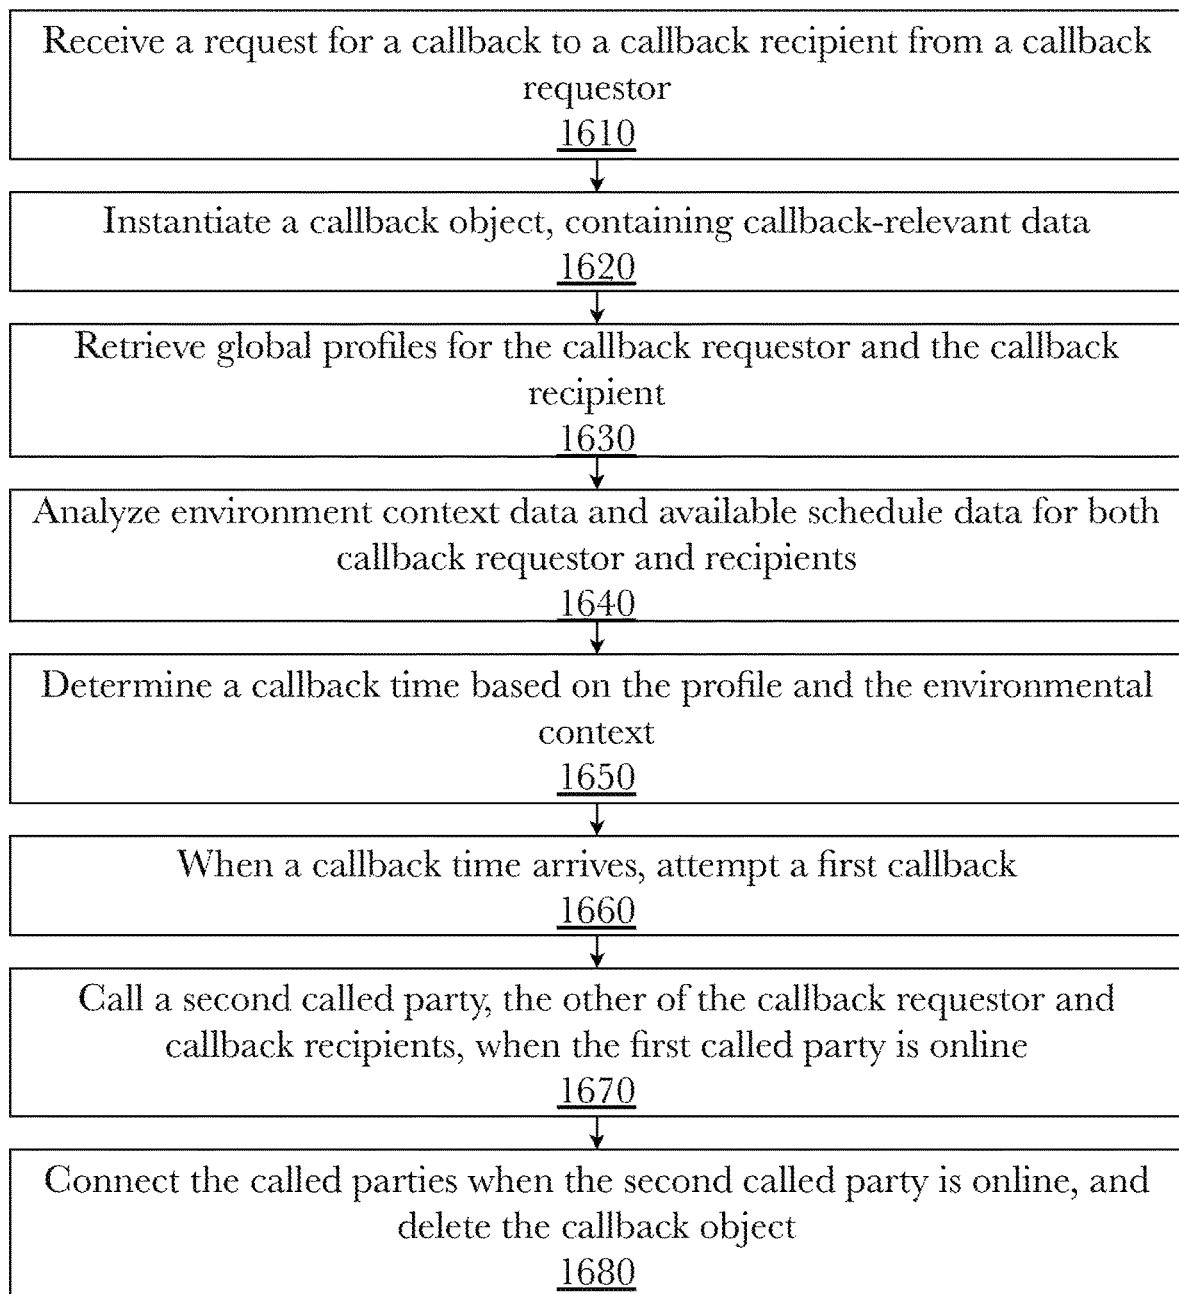 Receive a request for a callback to a callback recipient from a callback
requestor
1610
Instantiate a callback object, containing callback-relevant data
1620
Retrieve global profiles for the callback requestor and the callback
recipient
1630
Analyze environment context data and available schedule data for both
callback requestor and recipients
1640
Determine a callback time based on the profile and the environmental
context
1650
When a callback time arrives, attempt a first callback
1660
Call a second called party, the other of the callback requestor and
callback recipients, when the first called party is online
1670
Connect the called parties when the second called party is online, and
delete the callback object
1680